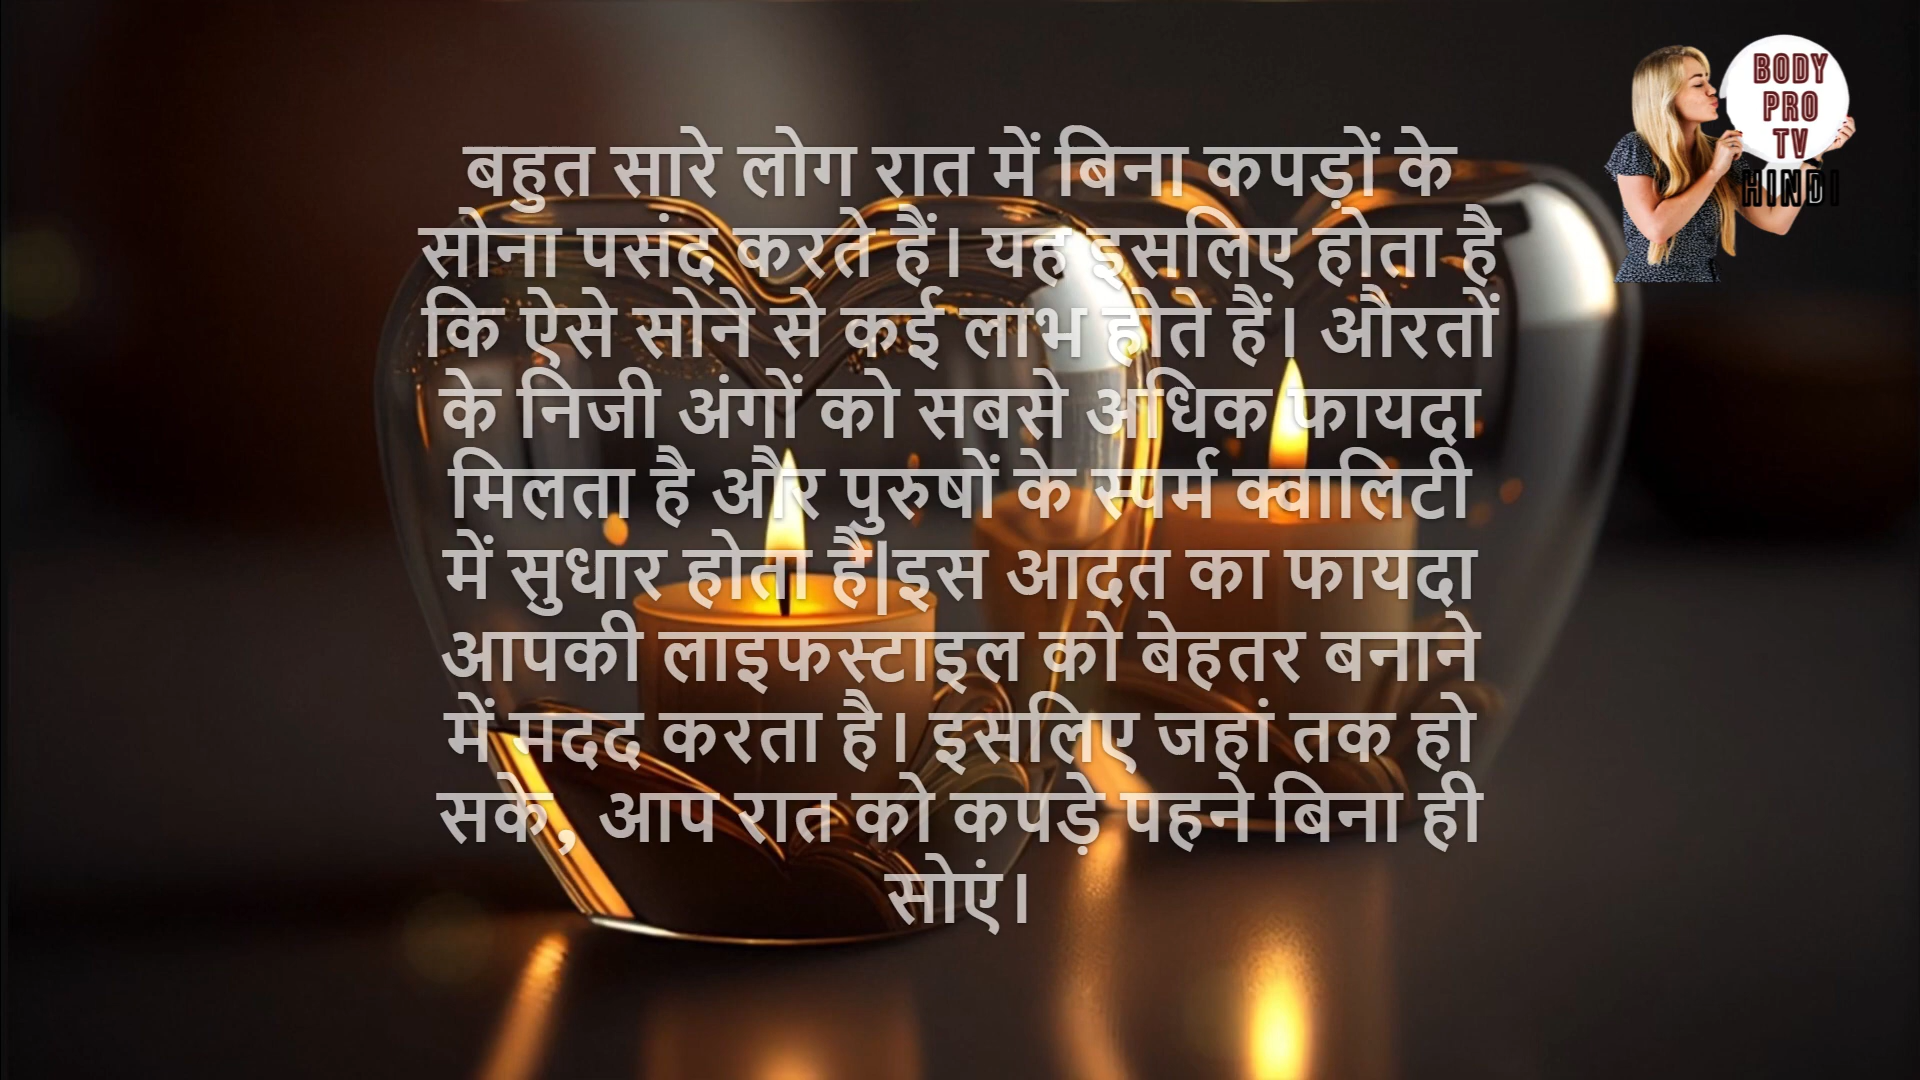 बहुत सारे लोग रात में बिना कपड़ों के
सोना पसंद करते हैं। यह इसलिए होता है
कि ऐसे सोने से कई लाभ होते हैं। औरतों
के निजी अंगों को सबसे अधिक फायदा
मिलता है और पुरुषों के स्पर्म क्वालिटी
में सुधार होता है|इस आदत का फायदा
आपकी लाइफस्टाइल को बेहतर बनाने
में मदद करता है। इसलिए जहां तक हो
सके, आप रात को कपड़े पहने बिना ही
सोएं।
BODY
PRO
TV
HINDI